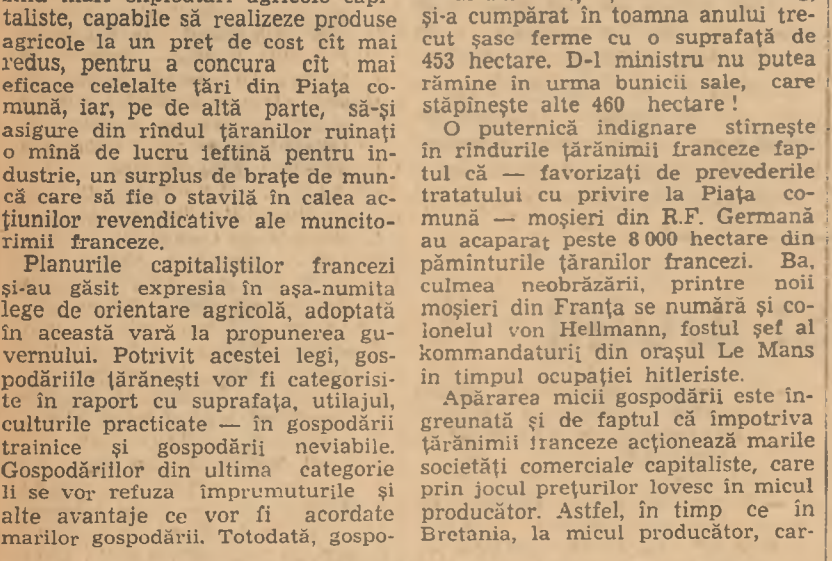 taliste, capabile să realizeze produse
agricole la un preț de cost cît mai
redus, pentru a concura cît mai
eficace celelalte țări din Piața co-
mună, iar, pe de altă parte, să-și
asigure din rîndul țăranilor ruinați
o mînă de lucru ieftină pentru in-
dustrie, un surplus de brațe de mun-
că care să fie o stavilă în calea ac-
țiunilor revendicative ale muncito-
rimii franceze.
Planurile capitaliștilor francezi
și-au găsit expresia în așa-numita
lege de orientare agricolă, adoptată
în această vară la propunerea gu-
vernului. Potrivit acestei legi, gos-
podăriile țărănești vor fi categorisi-
te în raport cu suprafața, utilajul,
culturile practicate — în gospodării
trainice și gospodării neviabile.
Gospodăriilor din ultima categorie
li se vor refuza împrumuturile și
alte avantaje ce vor fi acordate
marilor gospodării. Totodată, gospo-
și-a cumpărat în toamna anului tre-
cut șase ferme cu o suprafață de
453 hectare. D-l ministru nu putea
rămîne în urma bunicii sale, care
stăpînește alte 460 hectare !
O puternică indignare stîrnește
în rîndurile țărănimii franceze fap-
tul că — favorizați de prevederile
tratatului cu privire la Piața co-
mună — moșieri din R.F. Germană
au acaparat peste 8 000 hectare din
pămînturile țăranilor francezi. Ba,
culmea neobrăzării, printre noii
moșieri din Franța se numără și co-
lonelul von Hellmann, fostul șef al
kommandaturii din orașul Le Mans
în timpul ocupației hitleriste.
Apărarea micii gospodării este în-
greunată și de faptul că împotriva
țărănimii franceze acționează marile
societăți comerciale capitaliste, care
prin jocul prețurilor lovesc în micul
producător. Astfel, în timp ce în
Bretania, la micul producător, car-